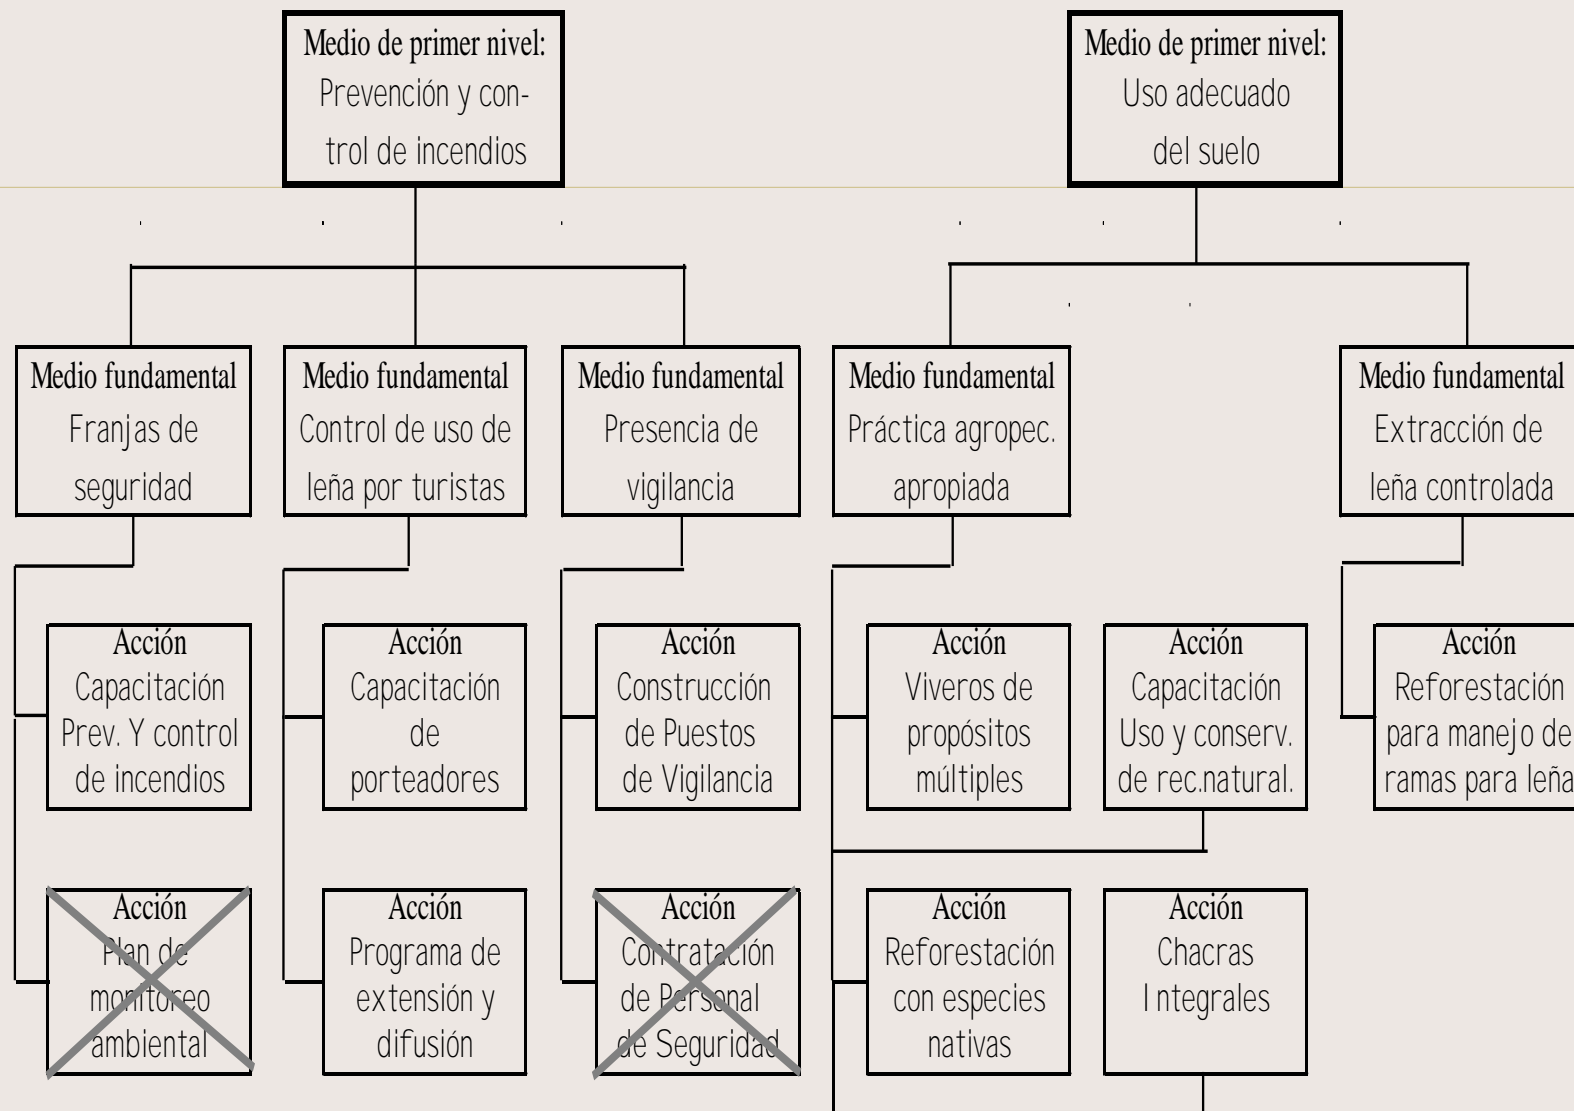 Medio de primer nivel:
Prevención y con-
trol de incendios
Medio de primer nivel:
Uso adecuado
del suelo
Medio fundamental
Franjas de
seguridad
Medio fundamental
Control de uso de
leña por turistas
Medio fundamental
Presencia de
vigilancia
Medio fundamental
Práctica agropec.
apropiada
Medio fundamental
Extracción de
leña controlada
Acción
Capacitación
Prev. Y control
de incendios
Acción
Capacitación
de
porteadores
Acción
Construcción
de Puestos
de Vigilancia
Acción
Viveros de
propósitos
múltiples
Acción
Capacitación
Uso y conserv.
de rec.natural.
Acción
Reforestación
para manejo de
ramas para leña
Acción
Plan de
monitoreo
ambiental
Acción
Programa de
extensión y
difusión
Acción
Contratación
de Personal
de Seguridad
Acción
Reforestación
con especies
nativas
Acción
Chacras
Integrales